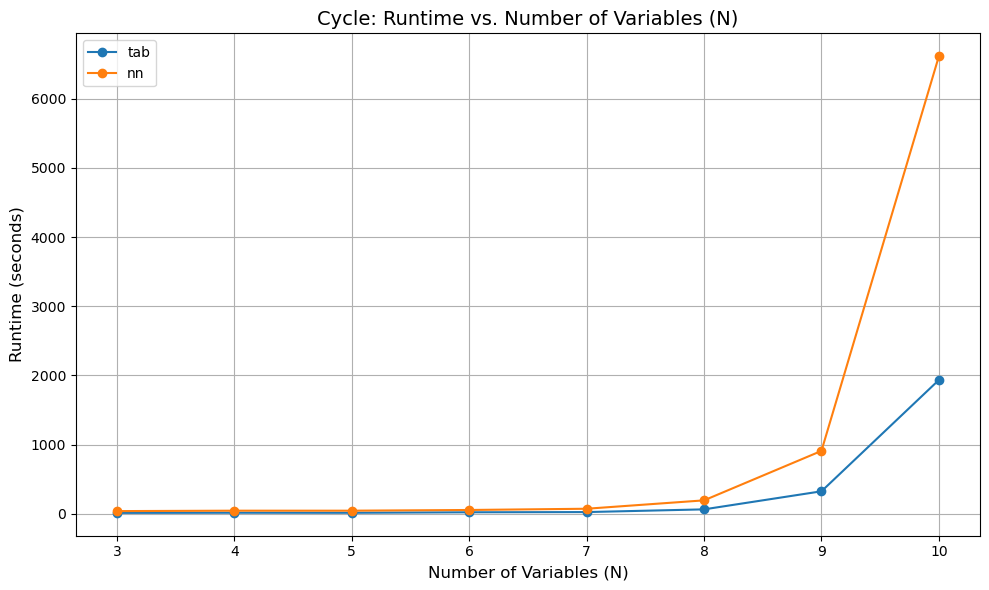 Cycle: Runtime vs. Number of Variables (N)
tab
nn
Runtime (seconds)
6000
5000
4000
3000
2000
1000
0
3 4 5 6 7 8 9 10
Number of Variables (N)